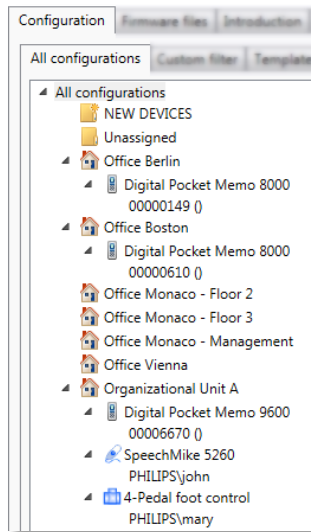 Configuration Firmware files Introduction
All configurations Custom filter Template
All configurations
NEW DEVICES
Unassigned
Office Berlin
Digital Pocket Memo 8000
00000149 ()
Office Boston
Digital Pocket Memo 8000
00000610 ()
Office Monaco - Floor 2
Office Monaco - Floor 3
Office Monaco - Management
Office Vienna
Organizational Unit A
Digital Pocket Memo 9600
00006670 ()
SpeechMike 5260
PHILIPS\john
4-Pedal foot control
PHILIPS\mary